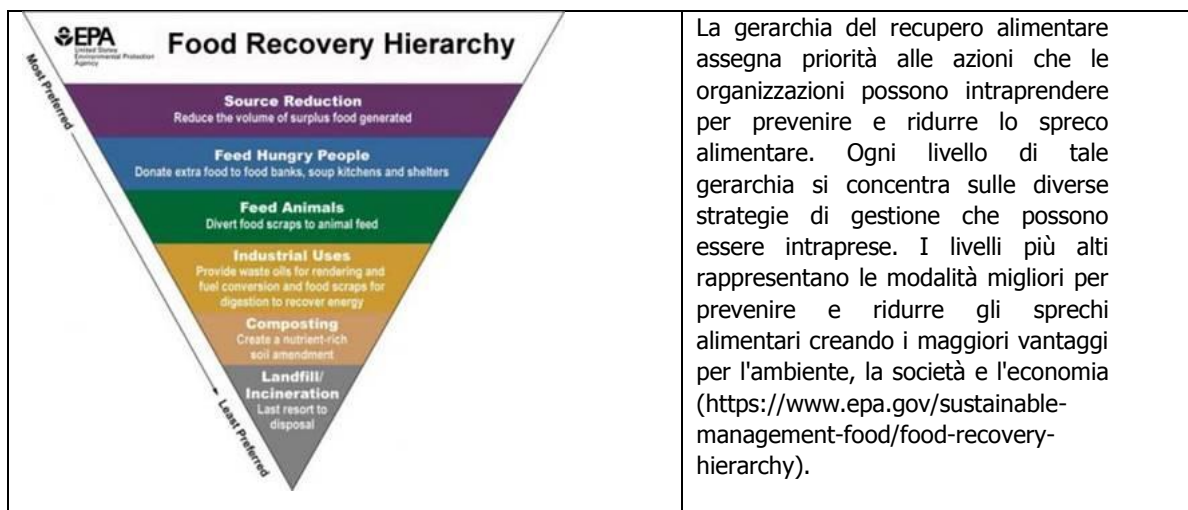 EPA
United States
Environmental Protection
Agency
Food Recovery Hierarchy
Most Preferred
Source Reduction
Reduce the volume of surplus food generated
Feed Hungry People
Donate extra food to food banks, soup kitchens and shelters
Feed Animals
Divert food scraps to animal feed
Industrial Uses
Provide waste oils for rendering and
fuel conversion and food scraps for
digestion to recover energy
Composting
Create a nutrient-rich
soil amendment
Landfill/
Incineration
Last resort to
disposal
Least Preferred
La gerarchia del recupero alimentare
assegna priorità alle azioni che le
organizzazioni possono intraprendere
per prevenire e ridurre lo spreco
alimentare. Ogni livello di tale
gerarchia si concentra sulle diverse
strategie di gestione che possono
essere intraprese. I livelli più alti
rappresentano le modalità migliori per
prevenire e ridurre gli sprechi
alimentari creando i maggiori vantaggi
per l'ambiente, la società e l'economia
(https://www.epa.gov/sustainable-
management-food/food-recovery-
hierarchy).